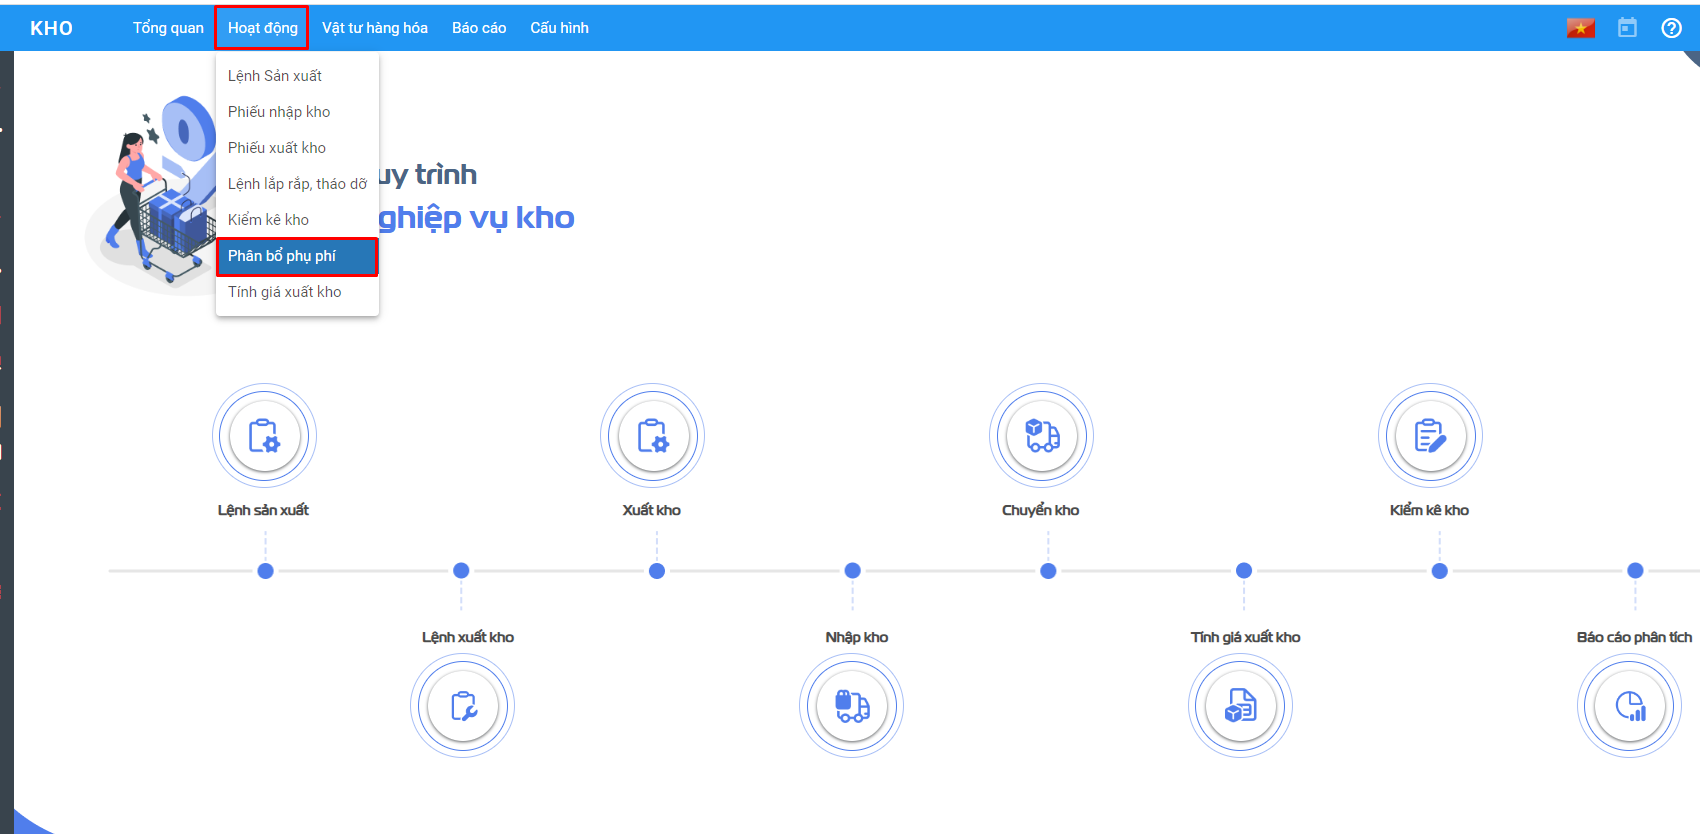 KHO
Tổng quan
Hoạt động
Vật tư hàng hóa
Báo cáo
Cấu hình
Lệnh Sản xuất
Phiếu nhập kho
Phiếu xuất kho
Lệnh lắp rắp, tháo dỡ
Kiểm kê kho
Phân bổ phụ phí
Tính giá xuất kho
uy trình
ghiệp vụ kho
Lệnh sản xuất
Xuất kho
Chuyển kho
Kiểm kê kho
Lệnh xuất kho
Nhập kho
Tính giá xuất kho
Báo cáo phân tích